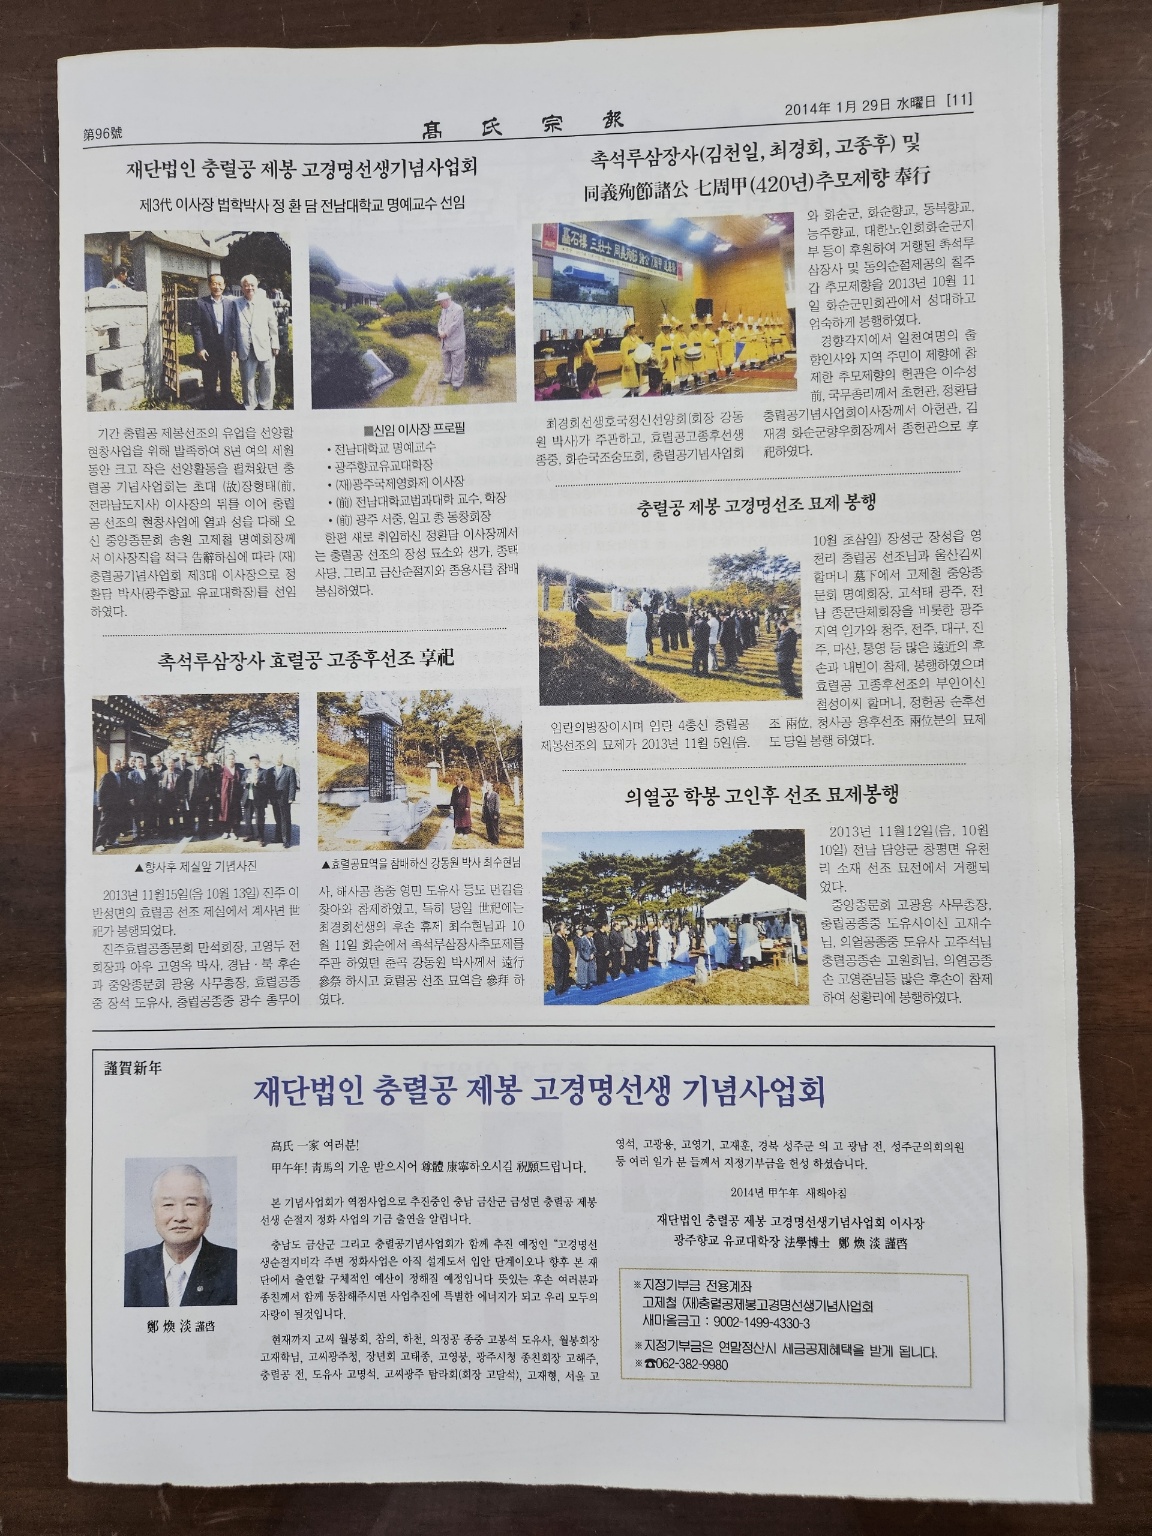 第96號
高氏宗報
2014年 1月 29日 水曜日 [11]
재단법인 충렬공 제봉 고경명선생기념사업회
제3代 이사장 법학박사 정 환 담 전남대학교 명예교수 선임
기간 충렬공 제봉선조의 유업을 선양할
현창사업을 위해 발족하여 8년 여의 세월
동안 크고 작은 선양활동을 펼쳐왔던 충
렬공 기념사업회는 초대 (故)장형태(前.
전라남도지사) 이사장의 뒤를 이어 충렬
공 선조의 현창사업에 열과 성을 다해 오
신 중앙종문회 송원 고제철 명예회장께
서 이사장직을 적극 告辭하심에 따라 (재)
충렬공기념사업회 제3대 이사장으로 정
환담 박사(광주향교 유교대학장)를 선임
하였다.
■신임 이사장 프로필
• 전남대학교 명예교수
• 광주향교유교대학장
• (재)광주국제영화제 이사장
• (前) 전남대학교법과대학 교수, 학장
• (前) 광주 서중, 일고 총 동창회장
한편 새로 취임하신 정환담 이사장께서
는 충렬공 선조의 장성 묘소와 생가, 종택
사당, 그리고 금산순절지와 종용사를 참배
봉심하였다.
촉석루삼장사 효렬공 고종후선조 享祀
▲향사후 제실앞 기념사진
▲효렬공묘역을 참배하신 강동원 박사 최수현님
2013년 11월15일(음 10월 13일) 진주 이
반성면의 효렬공 선조 제실에서 계사년 世
祀가 봉행되었다.
진주효렬공종문회 만석회장, 고영두 전
회장과 아우 고영옥 박사, 경남·북 후손
과 중앙종문회 광용 사무총장, 효렬공종
중 장석 도유사, 충렬공종중 광수 총무이
사, 해사공 종중 영민 도유사 등도 먼길을
찾아와 참제하였고, 특히 당일 世祀에는
최경회선생의 후손 휴제 최수현님과 10
월 11일 화순에서 촉석루삼장사추모제를
주관 하였던 춘곡 강동원 박사께서 遠行
參祭 하시고 효렬공 선조 묘역을 參拜 하
였다.
촉석루삼장사(김천일, 최경회, 고종후) 및
同義殉節諸公 七周甲(420년)추모제향 奉行
矗石樓 三壯士
최경회선생호국정신선양회(회장 강동
원 박사)가 주관하고, 효렬공고종후선생
종중, 화순국조숭도회, 충렬공기념사업회
와 화순군, 화순향교, 동복향교,
능주향교, 대한노인회화순군지
부 등이 후원하여 거행된 촉석루
삼장사 및 동의순절제공의 칠주
갑 추모제향을 2013년 10월 11
일 화순군민회관에서 성대하고
엄숙하게 봉행하였다.
경향각지에서 일천여명의 출
향인사와 지역 주민이 제향에 참
제한 추모제향의 헌관은 이수성
前. 국무총리께서 초헌관, 정환담
충렬공기념사업회이사장께서 아헌관, 김
재경 화순군향우회장께서 종헌관으로 享
祀하였다.
충렬공 제봉 고경명선조 묘제 봉행
임란의병장이시며 임란 4충신 충렬공
제봉선조의 묘제가 2013년 11월 5일(음.
10월 초삼일) 장성군 장성읍 영
천리 충렬공 선조님과 울산김씨
할머니 墓下에서 고제철 중앙종
문회 명예회장, 고석태 광주, 전
남 종문단체회장을 비롯한 광주
지역 일가와 청주, 전주, 대구, 진
주, 마산, 통영 등 많은 遠近의 후
손과 내빈이 참제, 봉행하였으며
효렬공 고종후선조의 부인이신
첨성이씨 할머니, 정헌공 순후선
조 兩位, 청사공 용후선조 兩位분의 묘제
도 당일 봉행 하였다.
의열공 학봉 고인후 선조 묘제봉행
2013년 11월12일(음, 10월
10일) 전남 담양군 창평면 유천
리 소재 선조 묘전에서 거행되
었다.
중앙종문회 고광용 사무총장,
충립공종중 도유사이신 고재수
님, 의열공종중 도유사 고주석님
충렬공종손 고원희님, 의열공종
손 고영준님등 많은 후손이 참제
하여 성황리에 봉행하였다.
謹賀新年
재단법인 충렬공 제봉 고경명선생 기념사업회
鄭 煥 淡 謹啓
高氏 一家 여러분!
甲午年! 靑馬의 기운 받으시어 尊體 康寧하오시길 祝願드립니다.
본 기념사업회가 역점사업으로 추진중인 충남 금산군 금성면 충렬공 제봉
선생 순절지 정화 사업의 기금 출연을 알립니다.
충남도 금산군 그리고 충렬공기념사업회가 함께 추진 예정인 “고경명선
생순절지비각 주변 정화사업은 아직 설계도서 입안 단계이오나 향후 본 재
단에서 출연할 구체적인 예산이 정해질 예정입니다 뜻있는 후손 여러분과
종친께서 함께 동참해주시면 사업추진에 특별한 에너지가 되고 우리 모두의
자랑이 될것입니다.
현재까지 고씨 월봉회, 참의, 하천, 의정공 종중 고봉석 도유사, 월봉회장
고재학님, 고씨광주청, 장년회 고태종, 고영붕, 광주시청 종친회장 고해주,
충렬공 전, 도유사 고명석, 고씨광주 탐라회(회장 고달석), 고재형, 서울 고
영석, 고광용, 고영기, 고재훈, 경북 성주군 의 고 광남 전, 성주군의회의원
등 여러 일가 분 들께서 지정기부금을 헌성 하셨습니다.
2014년 甲午年 새해아침
재단법인 충렬공 제봉 고경명선생기념사업회 이사장
광주향교 유교대학장 法學博士 鄭 煥 淡 謹啓
※지정기부금 전용계좌
고제철 (재)충렬공제봉고경명선생기념사업회
새마을금고 : 9002-1499-4330-3
※지정기부금은 연말정산시 세금공제혜택을 받게 됩니다.
※☎062-382-9980